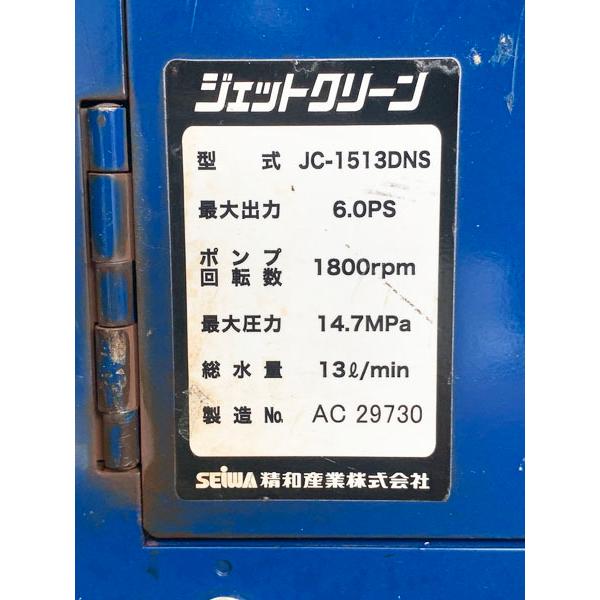 ジェットクリーン
型式 JC-1513DNS
最大出力 6.0PS
ポンプ
回転数 1800rpm
最大圧力 14.7MPa
総水量 13ℓ/min
製造No. AC 29730
SEIWA 精和産業株式会社